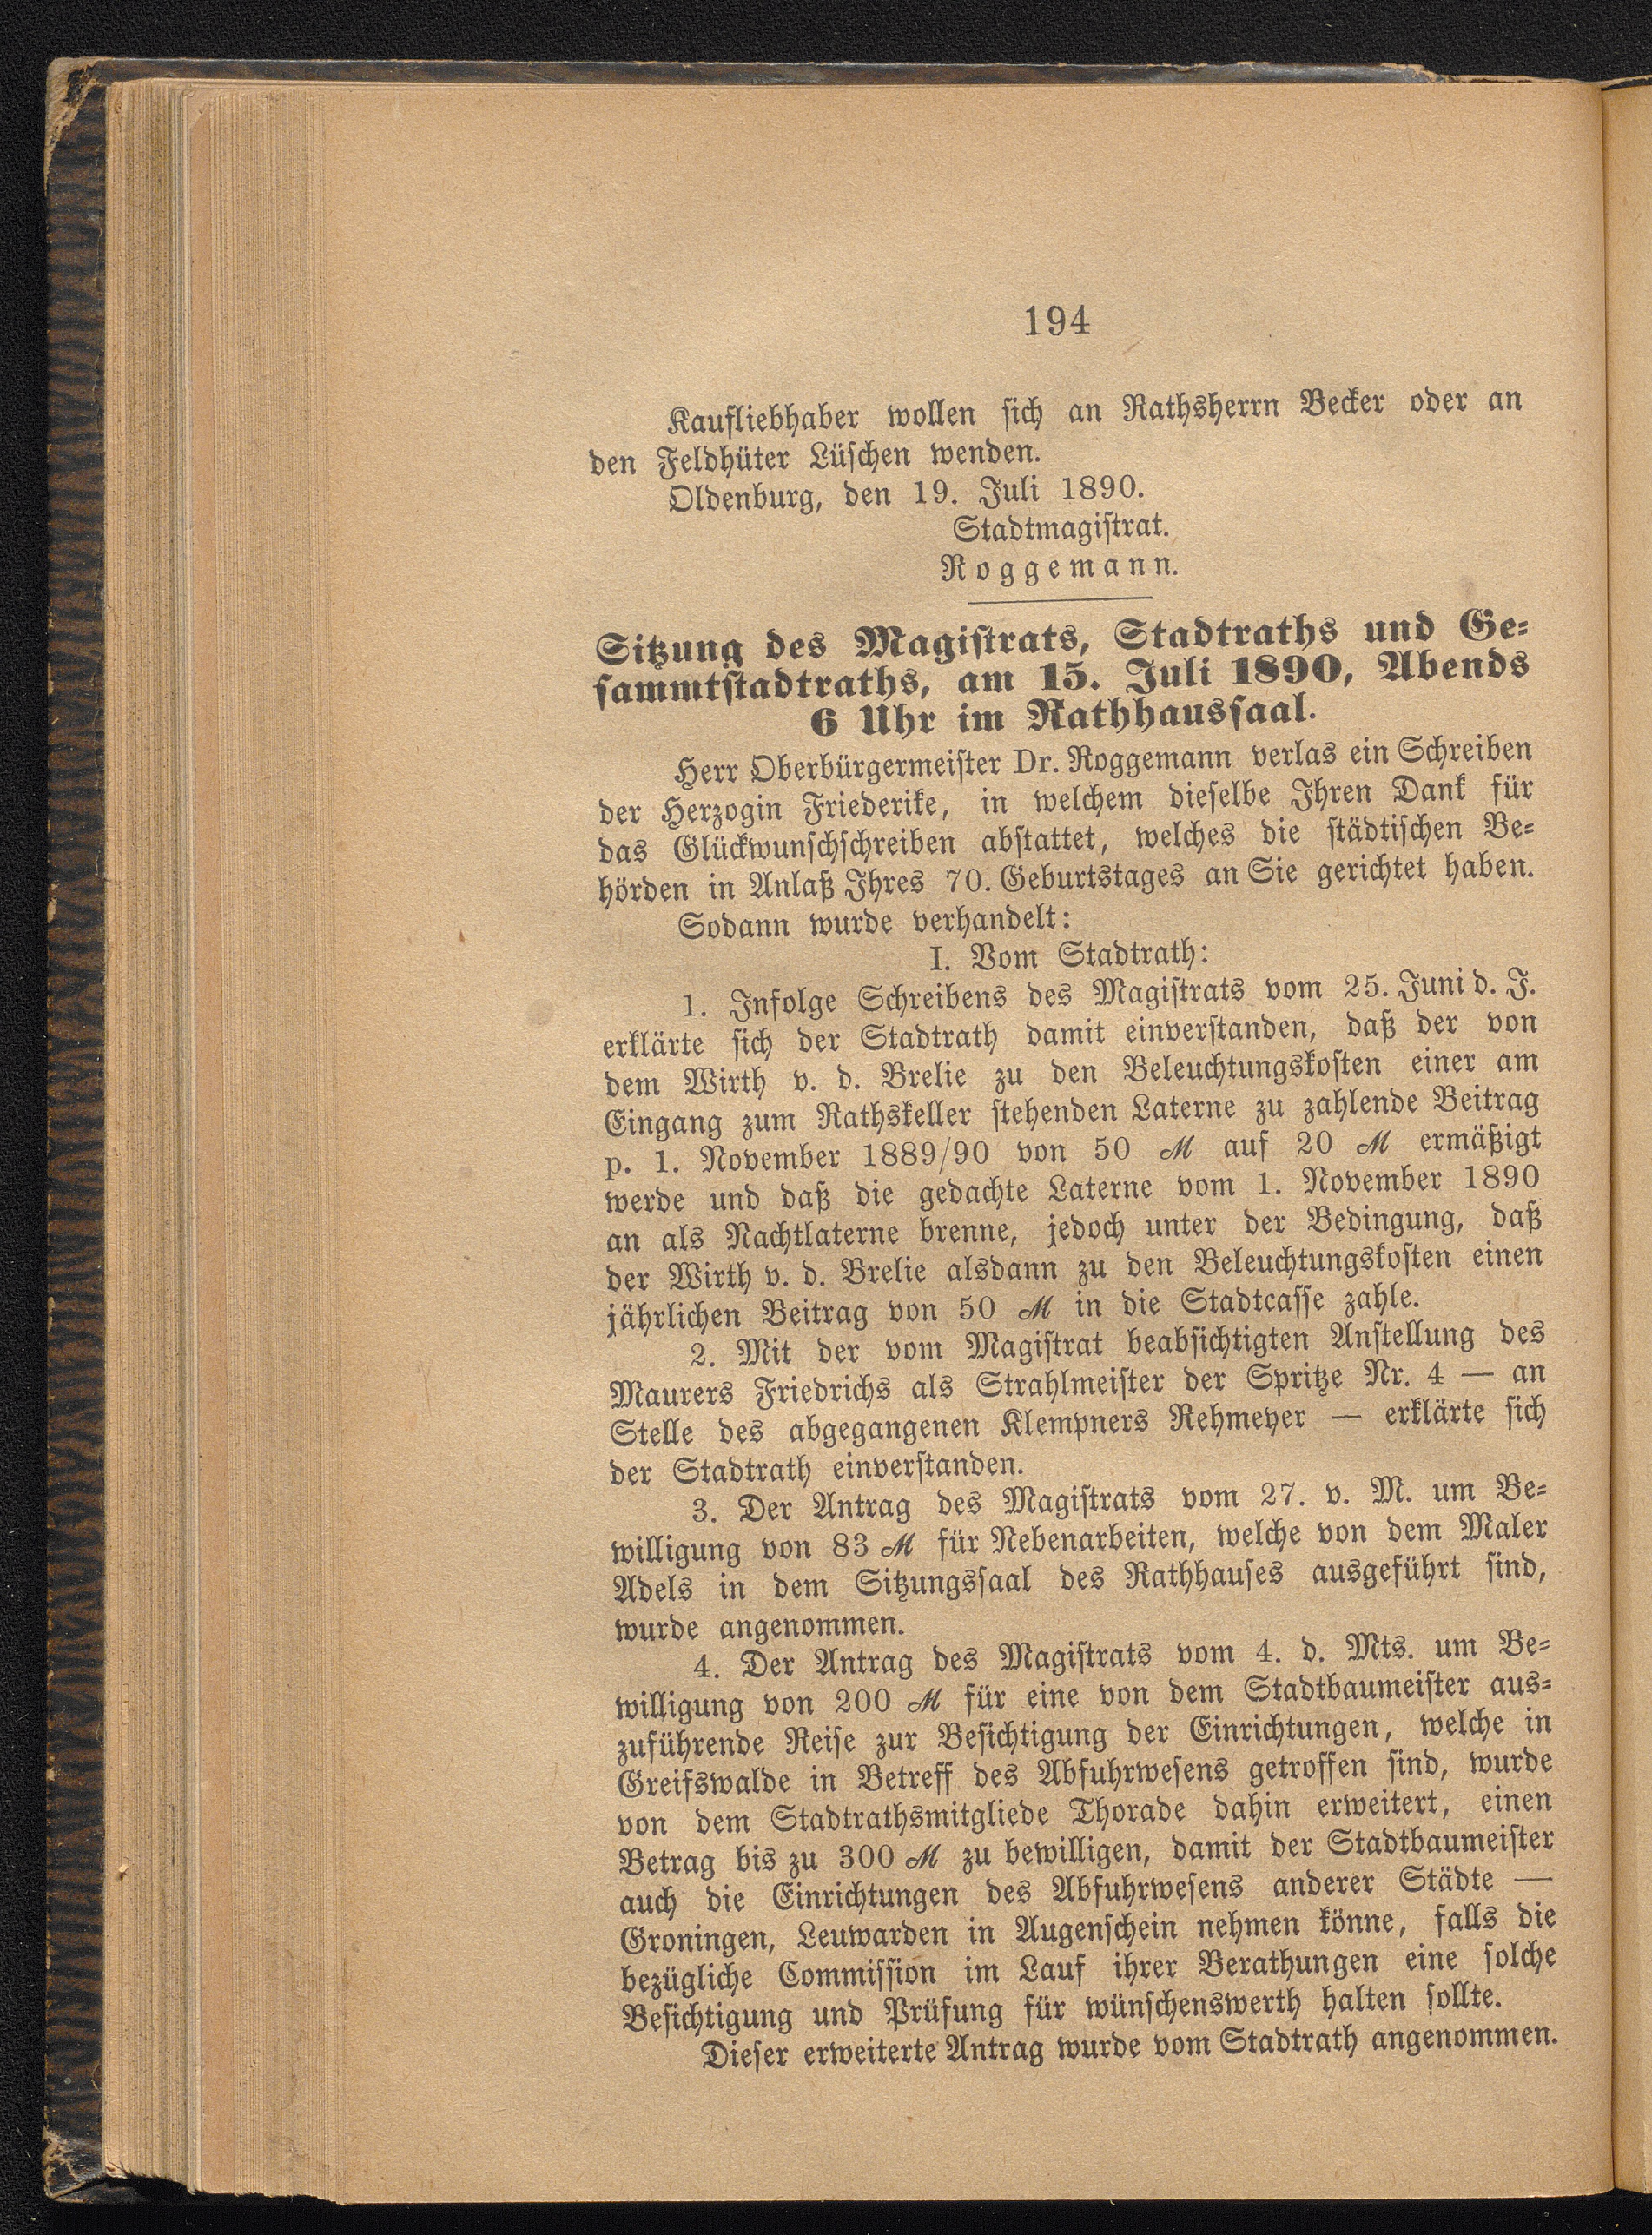 194
Kaufliebhaber wollen sich an Rathsherrn Becker oder an
den Feldhüter Lüschen wenden.
Oldenburg, den 19. Juli 1890.
Stadtmagistrat.
Roggemann.
Sitzung des Magistrats, Stadtraths und Ge-
sammtstadtraths, am 15. Juli 1890, Abends
6 Uhr im Rathhaussaal.
Herr Oberbürgermeister Dr. Roggemann verlas ein Schreiben
der Herzogin Friederike, in welchem dieselbe Ihren Dank für
das Glückwunschschreiben abstattet, welches die städtischen Be-
hörden in Anlaß Ihres 70. Geburtstages an Sie gerichtet haben.
Sodann wurde verhandelt:
I. Vom Stadtrath:
1. Infolge Schreibens des Magistrats vom 25. Juni d. J.
erklärte sich der Stadtrath damit einverstanden, daß der von
dem Wirth v. d. Brelie zu den Beleuchtungskosten einer am
Eingang zum Rathskeller stehenden Laterne zu zahlende Beitrag
p. 1. November 1889/90 von 50 ℳ auf 20 ℳ ermäßigt
werde und daß die gedachte Laterne vom 1. November 1890
an als Nachtlaterne brenne, jedoch unter der Bedingung, daß
der Wirth v. d. Brelie alsdann zu den Beleuchtungskosten einen
jährlichen Beitrag von 50 ℳ in die Stadtcasse zahle.
2. Mit der vom Magistrat beabsichtigten Anstellung des
Maurers Friedrichs als Strahlmeister der Spritze Nr. 4 — an
Stelle des abgegangenen Klempners Rehmeyer — erklärte sich
der Stadtrath einverstanden.
3. Der Antrag des Magistrats vom 27. v. M. um Be-
willigung von 83 ℳ für Nebenarbeiten, welche von dem Maler
Adels in dem Sitzungssaal des Rathhauses ausgeführt sind,
wurde angenommen.
4. Der Antrag des Magistrats vom 4. d. Mts. um Be-
willigung von 200 ℳ für eine von dem Stadtbaumeister aus-
zuführende Reise zur Besichtigung der Einrichtungen, welche in
Greifswalde in Betreff des Abfuhrwesens getroffen sind, wurde
von dem Stadtrathsmitgliede Thorade dahin erweitert, einen
Betrag bis zu 300 ℳ zu bewilligen, damit der Stadtbaumeister
auch die Einrichtungen des Abfuhrwesens anderer Städte —
Groningen, Leuwarden in Augenschein nehmen könne, falls die
bezügliche Commission im Lauf ihrer Berathungen eine solche
Besichtigung und Prüfung für wünschenswerth halten sollte.
Dieser erweiterte Antrag wurde vom Stadtrath angenommen.